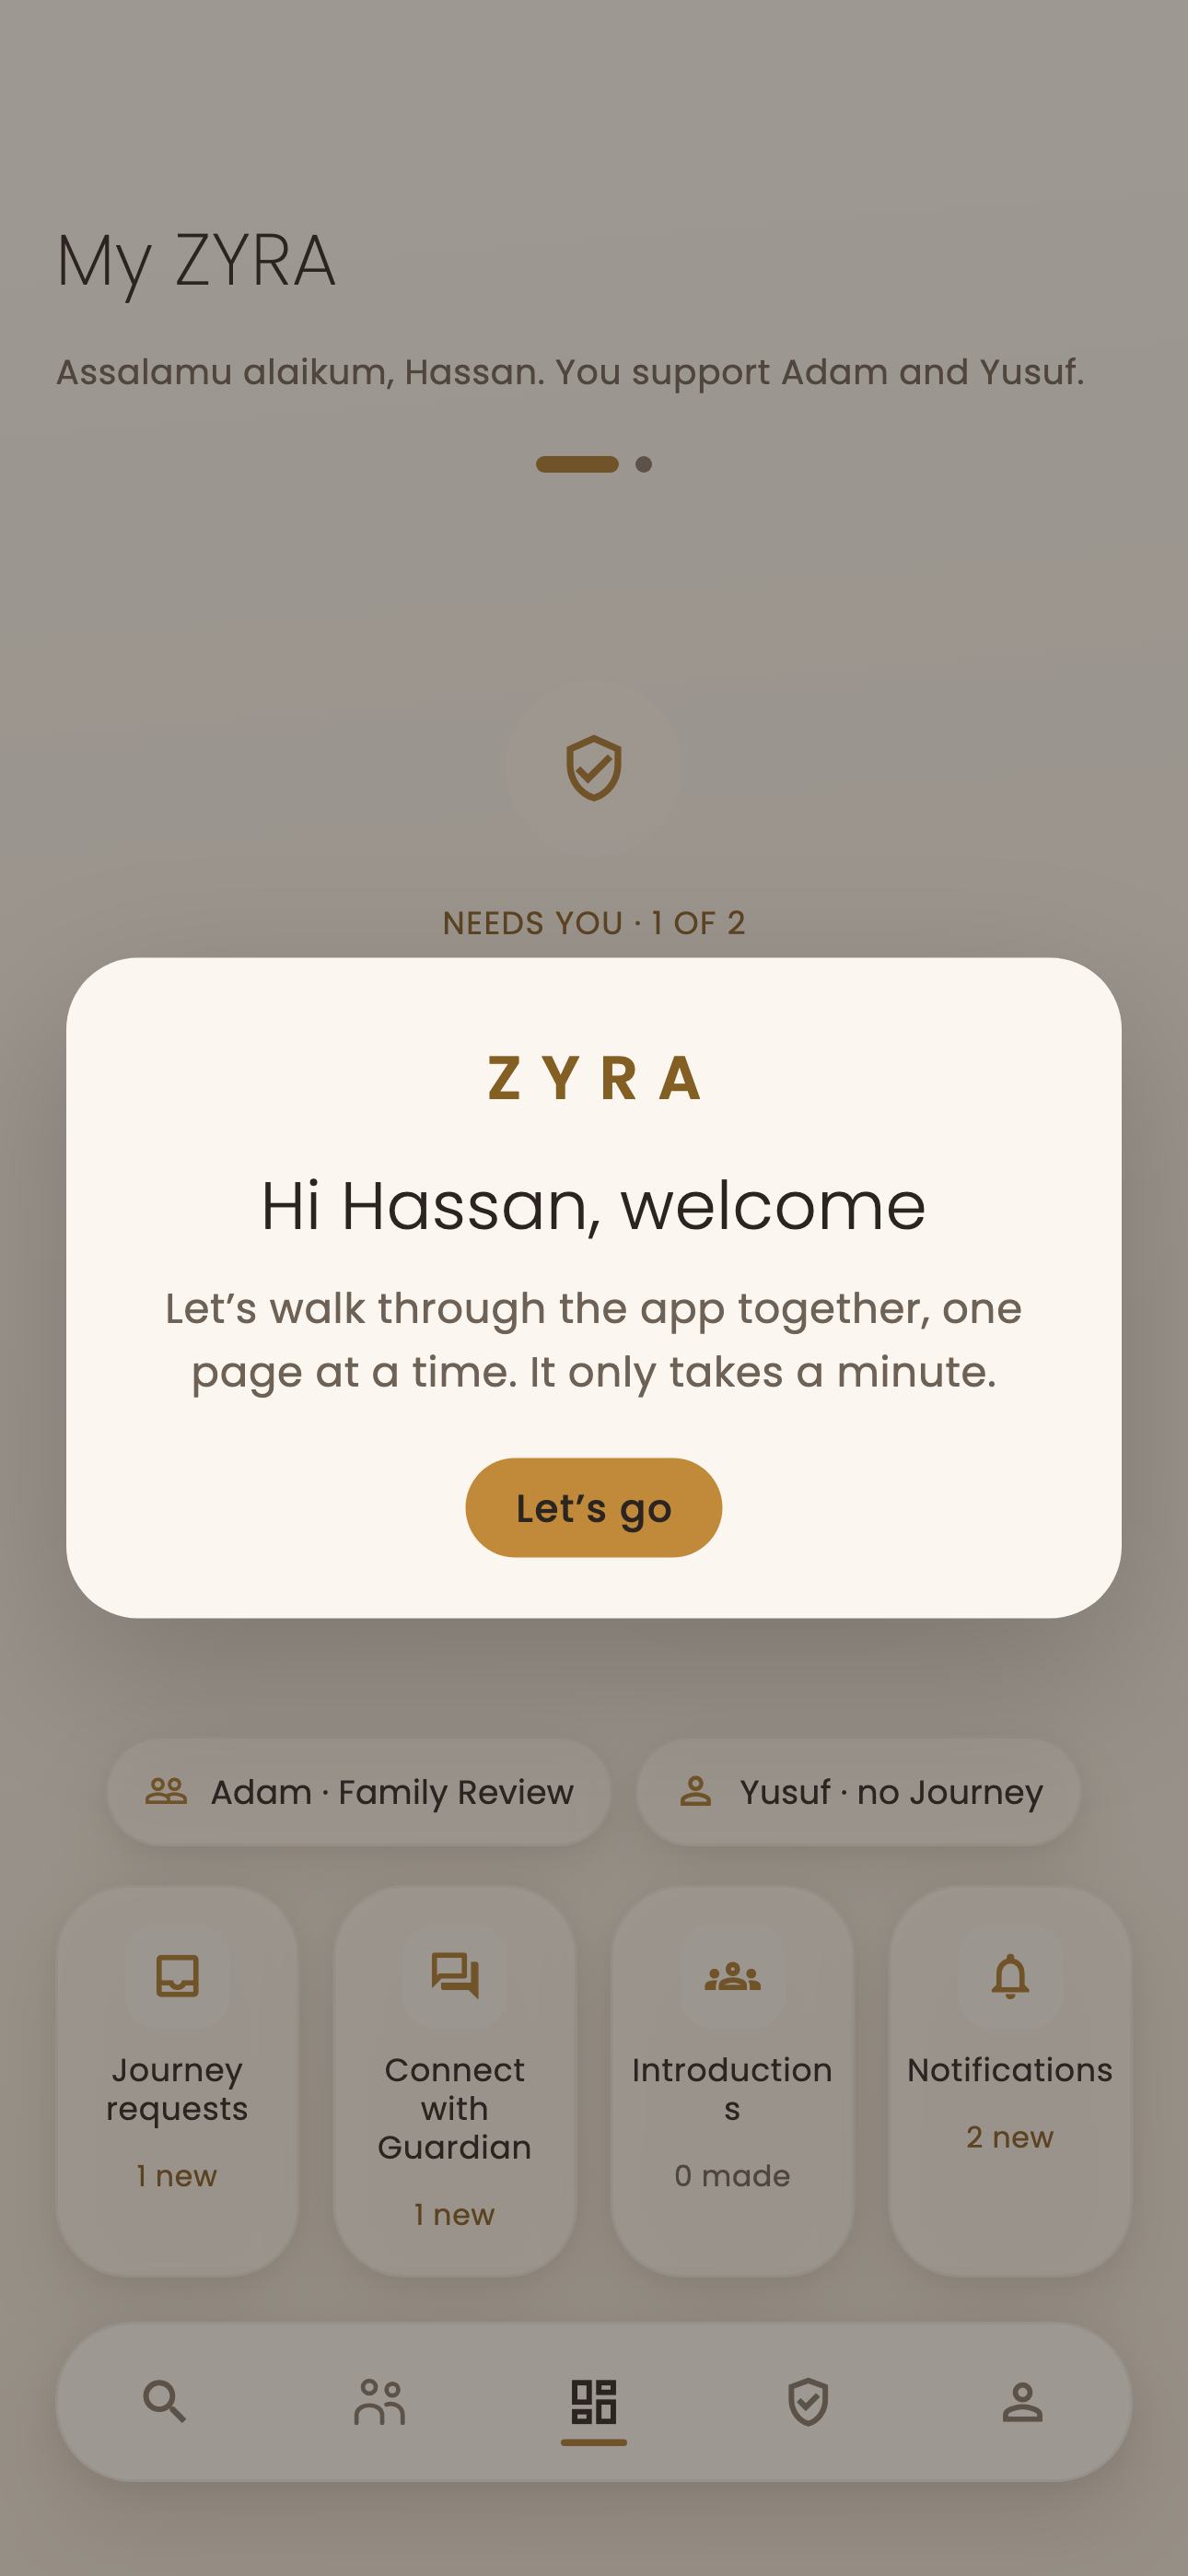 My ZYRA
Assalamu alaikum, Hassan. You support Adam and Yusuf.
NEEDS YOU · 1 OF 2
ZYRA
Hi Hassan, welcome
Let’s walk through the app together, one
page at a time. It only takes a minute.
Let’s go
Adam · Family Review
Yusuf · no Journey
Journey
requests
1 new
Connect
with
Guardian
1 new
Introduction
s
0 made
Notifications
2 new